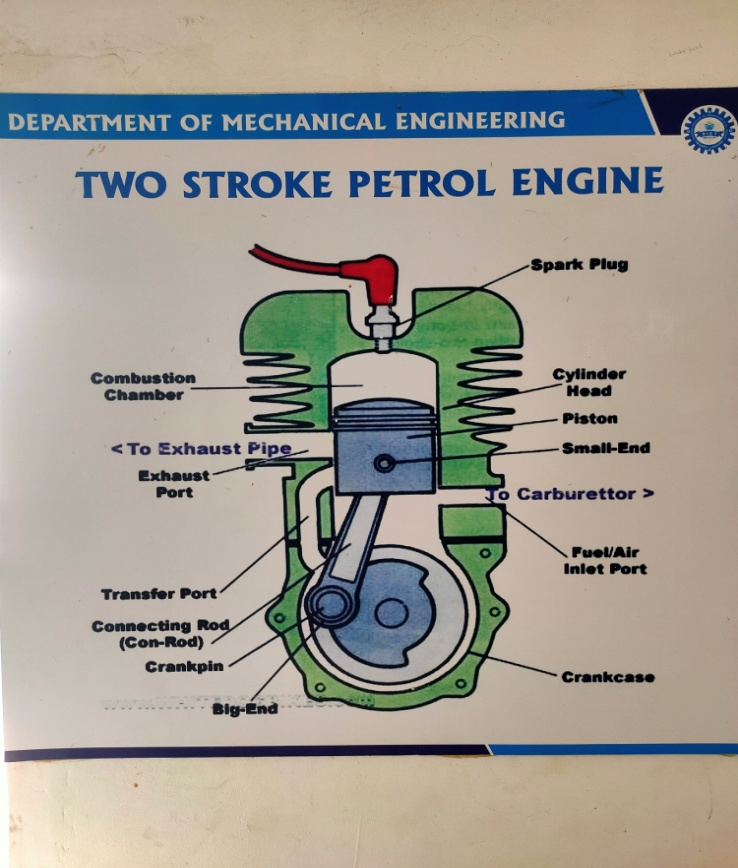 DEPARTMENT OF MECHANICAL ENGINEERING
TWO STROKE PETROL ENGINE
Spark Plug
Combustion
Chamber
Cylinder
Head
Piston
< To Exhaust Pipe
Small-End
Exhaust
Port
To Carburettor >
Fuel/Air
Inlet Port
Transfer Port
Connecting Rod
(Con-Rod)
Crankpin
Crankcase
Big-End